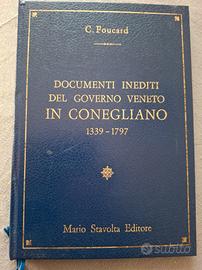 C. Foucard
DOCUMENTI INEDITI
DEL GOVERNO VENETO
IN CONEGLIANO
1339-1797
Mario Stavolta Editore
subito